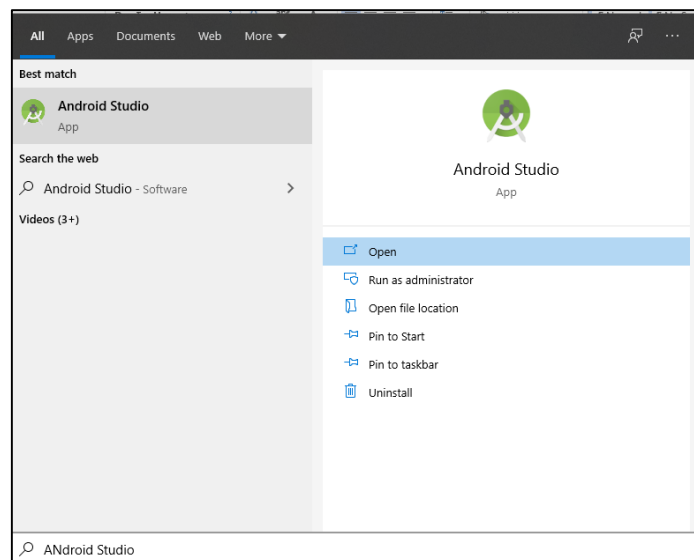 All Apps Documents Web More
Best match
Android Studio
App
Search the web
Android Studio - Software
Videos (3+)
Android Studio
App
Open
Run as administrator
Open file location
Pin to Start
Pin to taskbar
Uninstall
ANdroid Studio